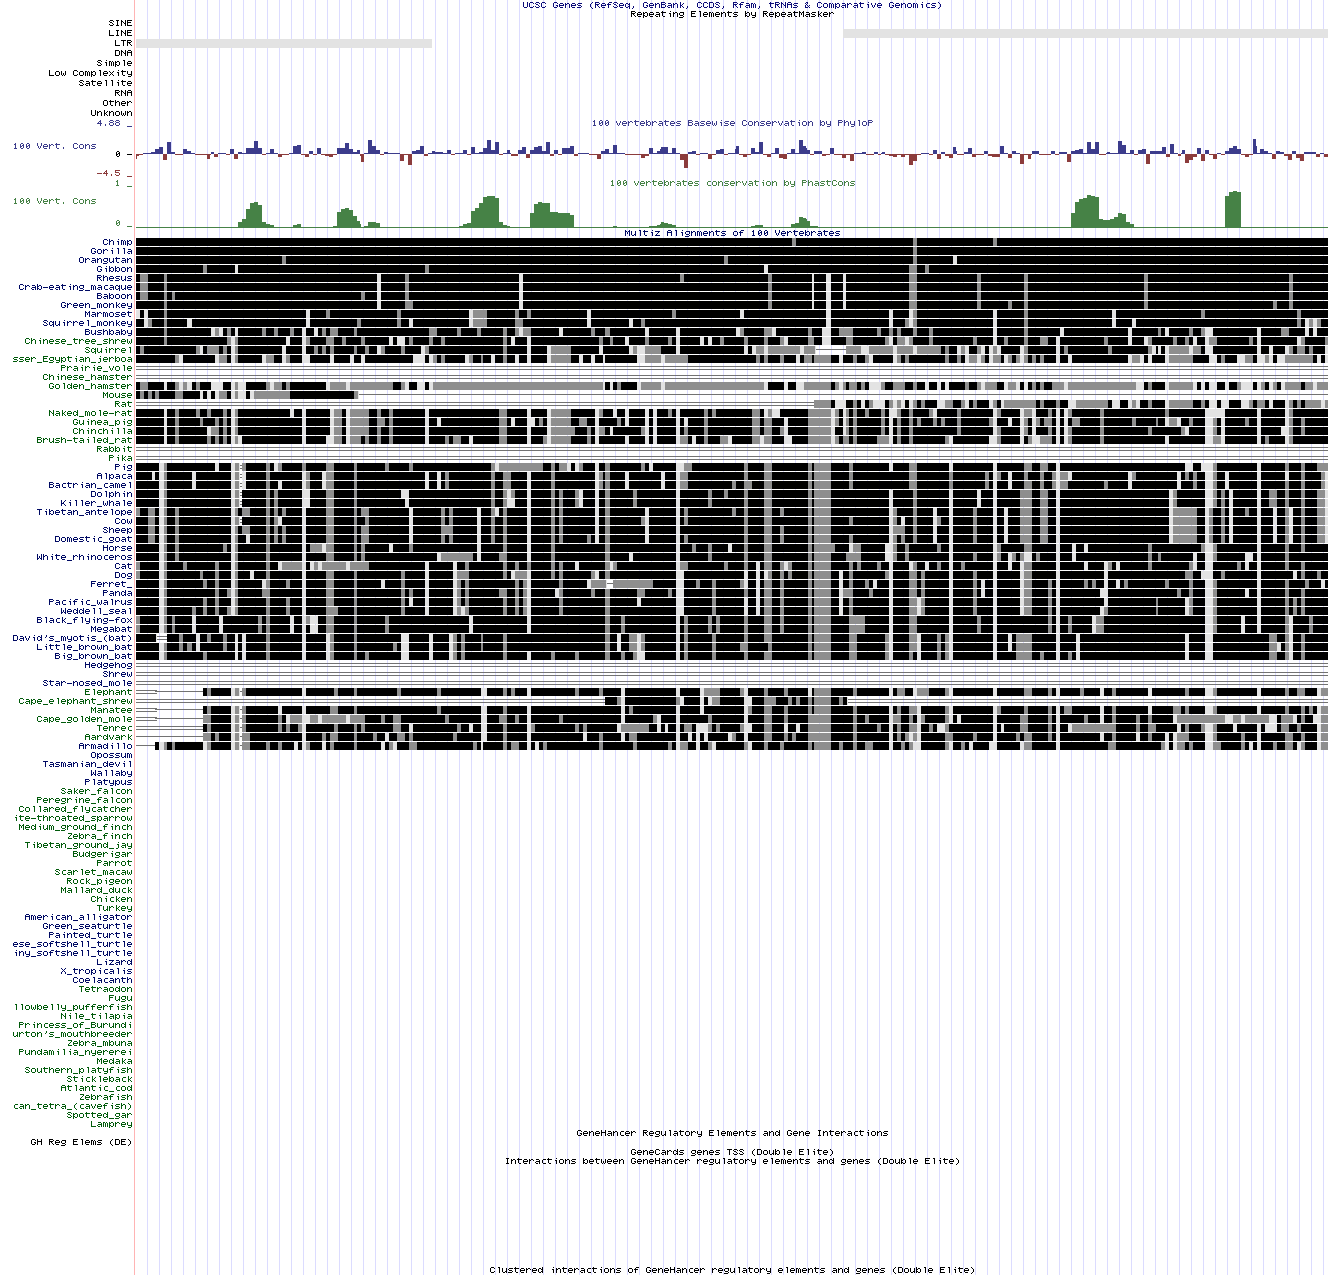 UCSC Genes (RefSeq, GenBank, CCDS, Rfam, tRNAs & Comparative Genomics)
Repeating Elements by RepeatMasker
SINE
LINE
LTR
DNA
Simple
Low Complexity
Satellite
RNA
Other
Unknown
4.88 _
100 vertebrates Basewise Conservation by PhyloP
100 Vert. Cons
0 -
-4.5 _
100 vertebrates conservation by PhastCons
1 _
100 Vert. Cons
0 _
Multiz Alignments of 100 Vertebrates
Chimp
Gorilla
Orangutan
Gibbon
Rhesus
Crab-eating_macaque
Baboon
Green_monkey
Marmoset
Squirrel_monkey
Bushbaby
Chinese_tree_shrew
Squirrel
sser_Egyptian_jerboa
Prairie_vole
Chinese_hamster
Golden_hamster
Mouse
Rat
Naked_mole-rat
Guinea_pig
Chinchilla
Brush-tailed_rat
Rabbit
Pika
Pig
Alpaca
Bactrian_camel
Dolphin
Killer_whale
Tibetan_antelope
Cow
Sheep
Domestic_goat
Horse
White_rhinoceros
Cat
Dog
Ferret_
Panda
Pacific_walrus
Weddell_seal
Black_flying-fox
Megabat
David's_myotis_(bat)
Little_brown_bat
Big_brown_bat
Hedgehog
Shrew
Star-nosed_mole
Elephant
Cape_elephant_shrew
Manatee
Cape_golden_mole
Tenrec
Aardvark
Armadillo
Opossum
Tasmanian_devil
Wallaby
Platypus
Saker_falcon
Peregrine_falcon
Collared_flycatcher
ite-throated_sparrow
Medium_ground_finch
Zebra_finch
Tibetan_ground_jay
Budgerigar
Parrot
Scarlet_macaw
Rock_pigeon
Mallard_duck
Chicken
Turkey
American_alligator
Green_seaturtle
Painted_turtle
ese_softshell_turtle
iny_softshell_turtle
Lizard
X_tropicalis
Coelacanth
Tetraodon
Fugu
llowbelly_pufferfish
Nile_tilapia
Princess_of_Burundi
urton's_mouthbreeder
Zebra_mbuna
Pundamilia_nyererei
Medaka
Southern_platyfish
Stickleback
Atlantic_cod
Zebrafish
can_tetra_(cavefish)
Spotted_gar
Lamprey
GeneHancer Regulatory Elements and Gene Interactions
GH Reg Elems (DE)
GeneCards genes TSS (Double Elite)
Interactions between GeneHancer regulatory elements and genes (Double Elite)
Clustered interactions of GeneHancer regulatory elements and genes (Double Elite)